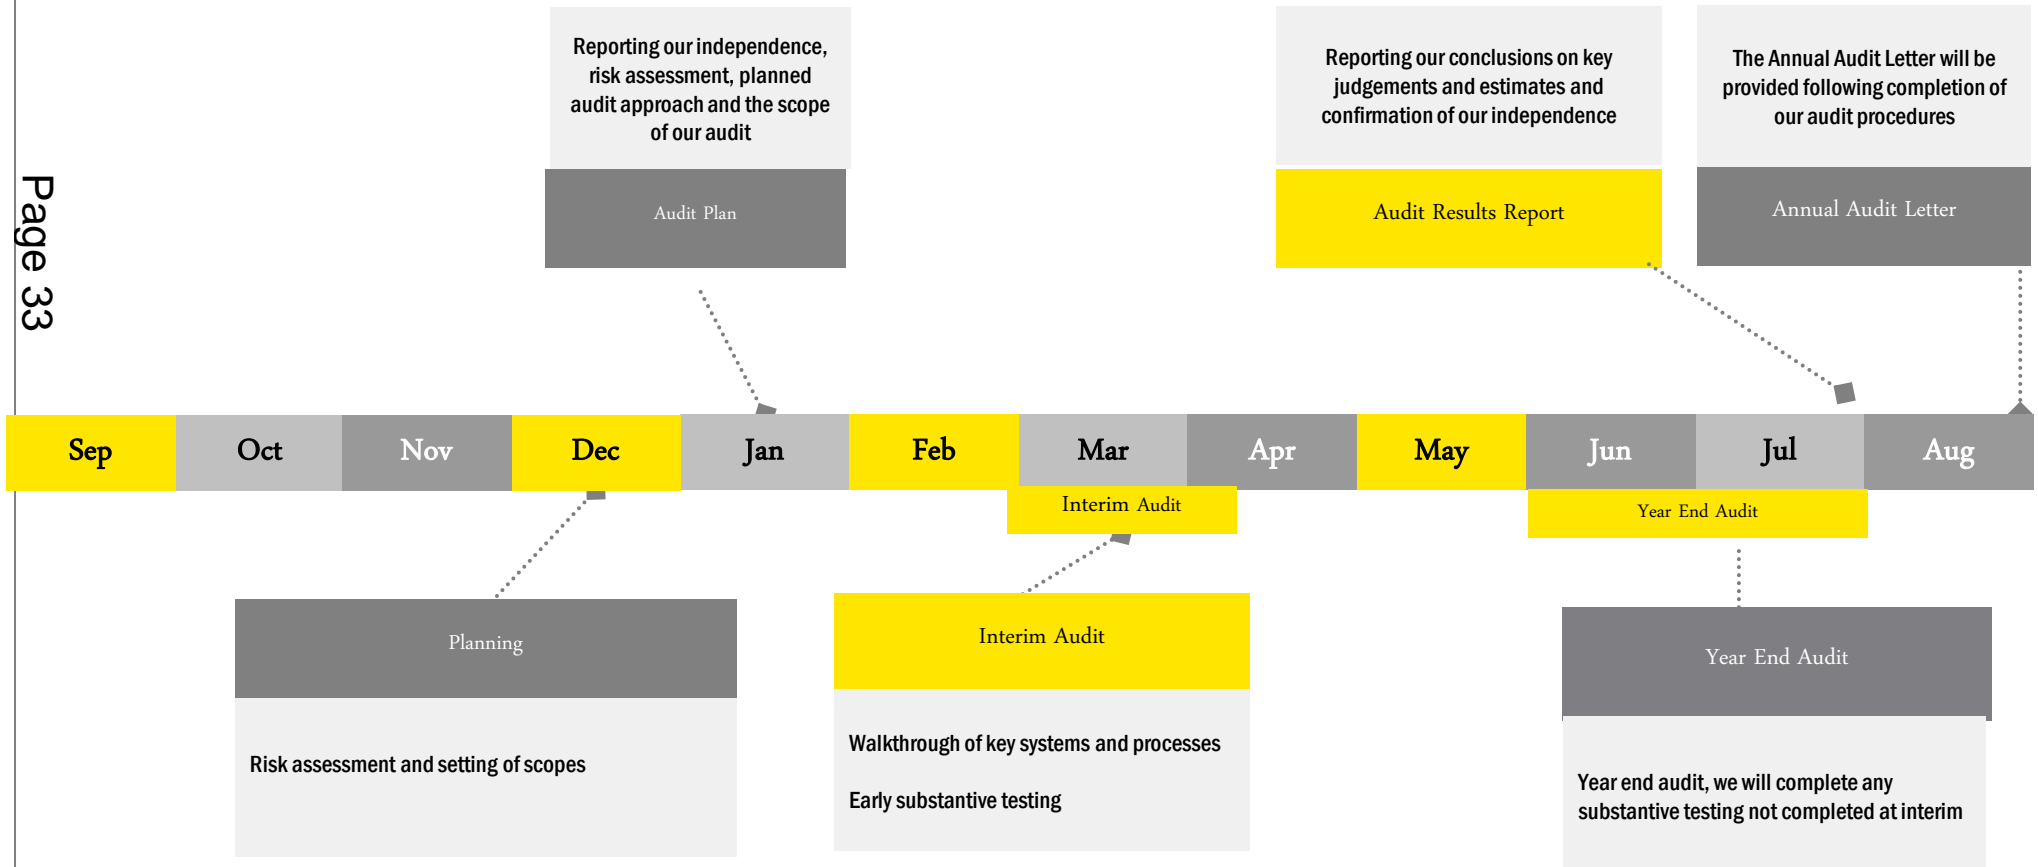 Page 33
Reporting our independence,
risk assessment, planned
audit approach and the scope
of our audit
Audit Plan
Reporting our conclusions on key
judgements and estimates and
confirmation of our independence
Audit Results Report
The Annual Audit Letter will be
provided following completion of
our audit procedures
Annual Audit Letter
Sep Oct Nov Dec Jan Feb Mar Apr May Jun Jul Aug
Interim Audit
Year End Audit
Planning
Risk assessment and setting of scopes
Interim Audit
Walkthrough of key systems and processes
Early substantive testing
Year End Audit
Year end audit, we will complete any
substantive testing not completed at interim